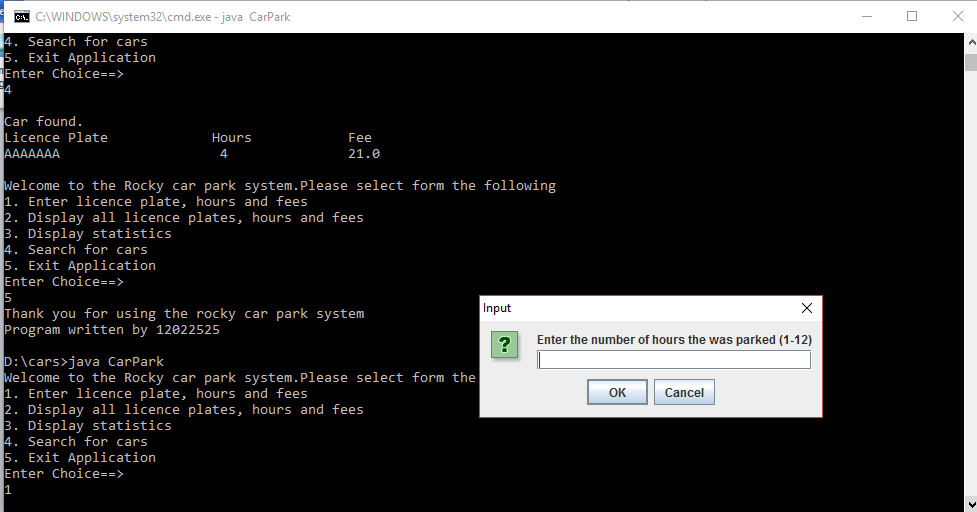 C:\WINDOWS\system32\cmd.exe - java  CarPark
4. Search for cars
5. Exit Application
Enter Choice==>
4
Car found.
Licence Plate             Hours            Fee
AAAAAAA                    4               21.0
Welcome to the Rocky car park system.Please select form the following
1. Enter licence plate, hours and fees
2. Display all licence plates, hours and fees
3. Display statistics
4. Search for cars
5. Exit Application
Enter Choice==>
5
Thank you for using the rocky car park system
Program written by 12022525
D:\cars>java CarPark
Welcome to the Rocky car park system.Please select form the
1. Enter licence plate, hours and fees
2. Display all licence plates, hours and fees
3. Display statistics
4. Search for cars
5. Exit Application
Enter Choice==>
1
Input
Enter the number of hours the was parked (1-12)
OK
Cancel